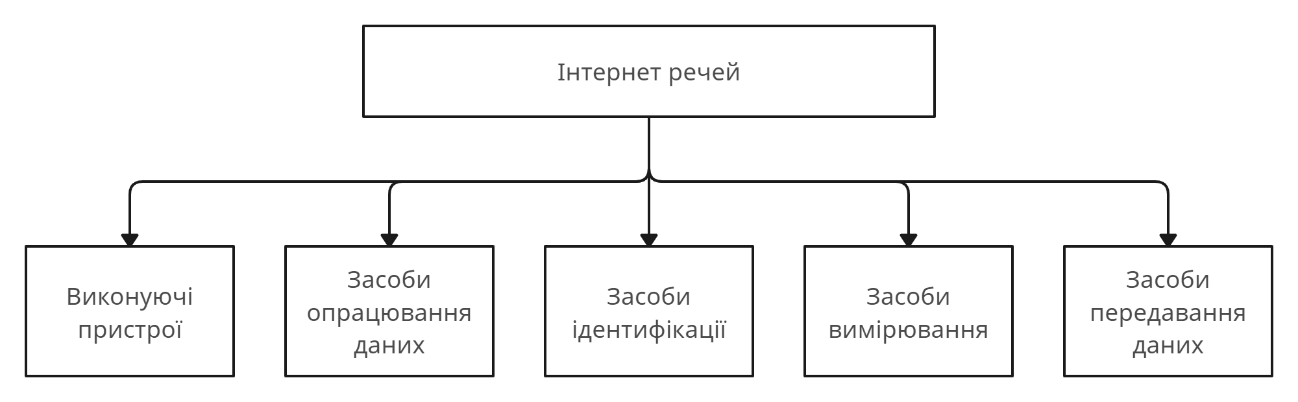 Інтернет речей
Виконуючі
пристрої
Засоби
опрацювання
даних
Засоби
ідентифікації
Засоби
вимірювання
Засоби
передавання
даних